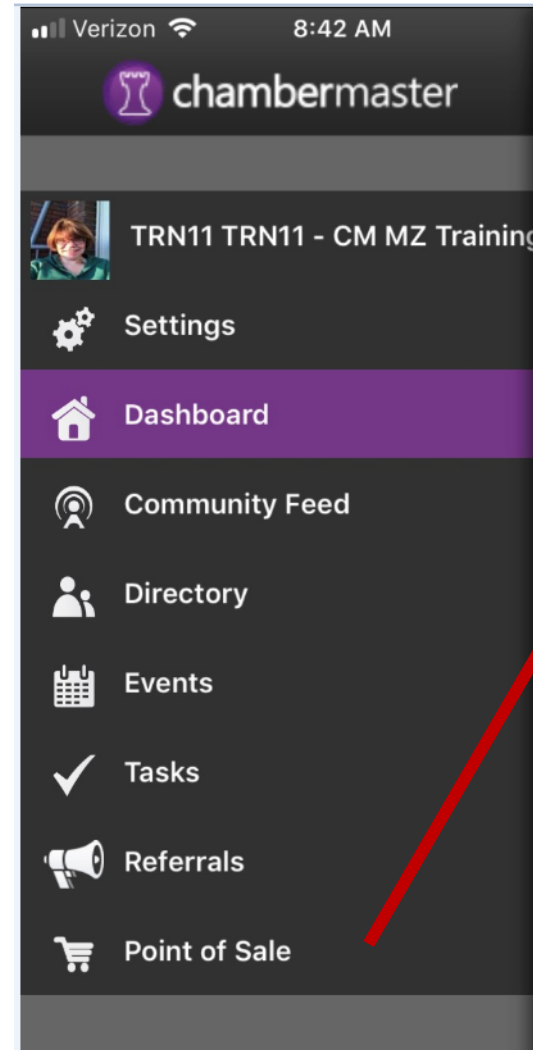 Verizon 8:42 AM
chambermaster
TRN11 TRN11 - CM MZ Training
Settings
Dashboard
Community Feed
Directory
Events
Tasks
Referrals
Point of Sale